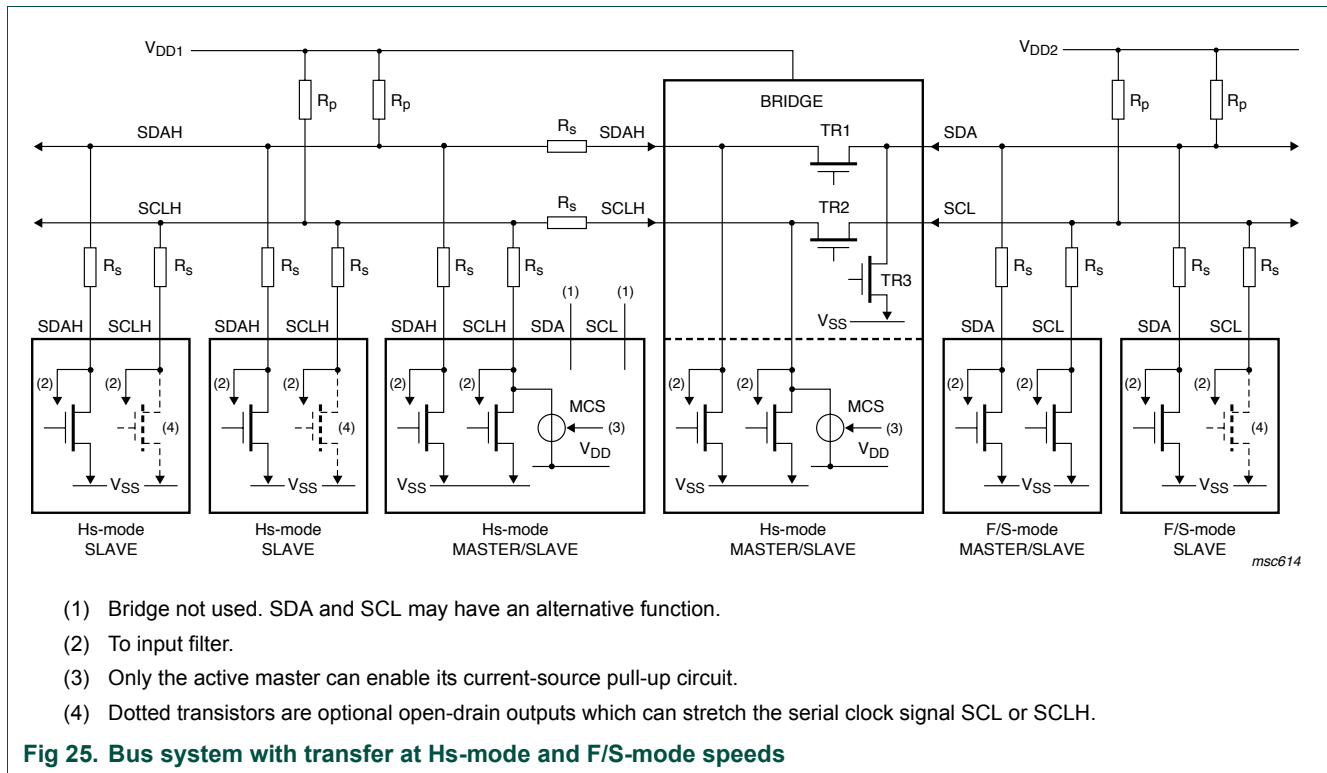 VDD1
VDD2
Rp
Rp
BRIDGE
Rp
Rp
SDAH
Rs
SDAH
TR1
SDA
SCLH
Rs
SCLH
TR2
SCL
Rs
Rs
Rs
Rs
Rs
Rs
TR3
Rs
Rs
Rs
Rs
(1)
(1)
VSS
SDAH
SCLH
SDAH
SCLH
SDAH
SCLH
SDA
SCL
SDA
SCL
SDA
SCL
(2)
(2)
(2)
(2)
(2)
(2)
(2)
(2)
(2)
(2)
(2)
(2)
(4)
(4)
MCS
(3)
VDD
MCS
(3)
VDD
(4)
VSS
VSS
VSS
VSS
VSS
VSS
Hs-mode
SLAVE
Hs-mode
SLAVE
Hs-mode
MASTER/SLAVE
Hs-mode
MASTER/SLAVE
F/S-mode
MASTER/SLAVE
F/S-mode
SLAVE
msc614
(1) Bridge not used. SDA and SCL may have an alternative function.
(2) To input filter.
(3) Only the active master can enable its current-source pull-up circuit.
(4) Dotted transistors are optional open-drain outputs which can stretch the serial clock signal SCL or SCLH.
Fig 25. Bus system with transfer at Hs-mode and F/S-mode speeds